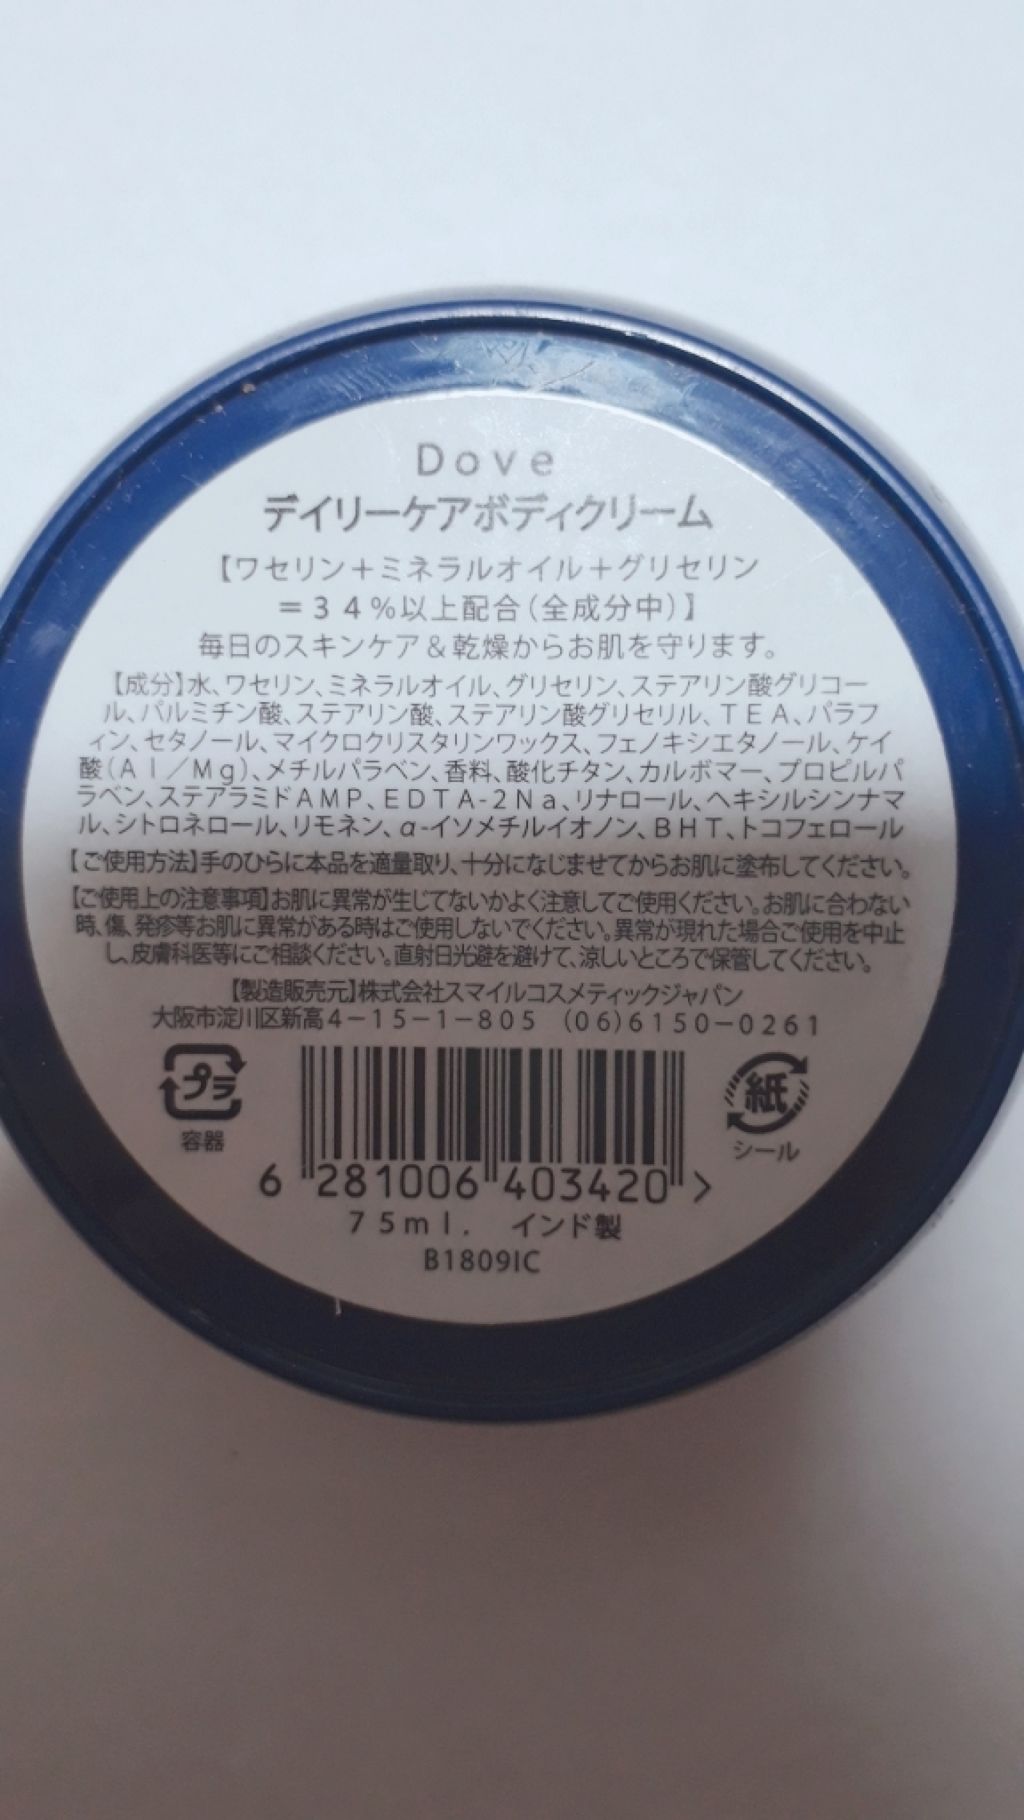 Dove
デイリーケアボディクリーム
【ワセリン＋ミネラルオイル＋グリセリン
＝３４％以上配合（全成分中）】
毎日のスキンケア＆乾燥からお肌を守ります。
【成分】水、ワセリン、ミネラルオイル、グリセリン、ステアリン酸グリコー
ル、パルミチン酸、ステアリン酸、ステアリン酸グリセリル、ＴＥＡ、パラフ
ィン、セタノール、マイクロクリスタリンワックス、フェノキシエタノール、ケイ
酸（Ａｌ／Ｍｇ）、メチルパラベン、香料、酸化チタン、カルボマー、プロピルパ
ラベン、ステアラミドＡＭＰ、ＥＤＴＡ-２Ｎａ、リナロール、ヘキシルシンナマ
ル、シトロネロール、リモネン、α-イソメチルイオノン、ＢＨＴ、トコフェロール
【ご使用方法】手のひらに本品を適量取り、十分になじませてからお肌に塗布してください。
【ご使用上の注意事項】お肌に異常が生じてないかよく注意してご使用ください。お肌に合わない
時、傷、発疹等お肌に異常がある時はご使用しないでください。異常が現れた場合ご使用を中止
し、皮膚科医等にご相談ください。直射日光避を避けて、涼しいところで保管してください。
【製造販売元】株式会社スマイルコスメティックジャパン
大阪市淀川区新高４－１５－１－８０５ （０６）６１５０－０２６１
プラ
容器
紙
シール
6 281006 403420 >
７５ｍｌ． インド製
B1809IC